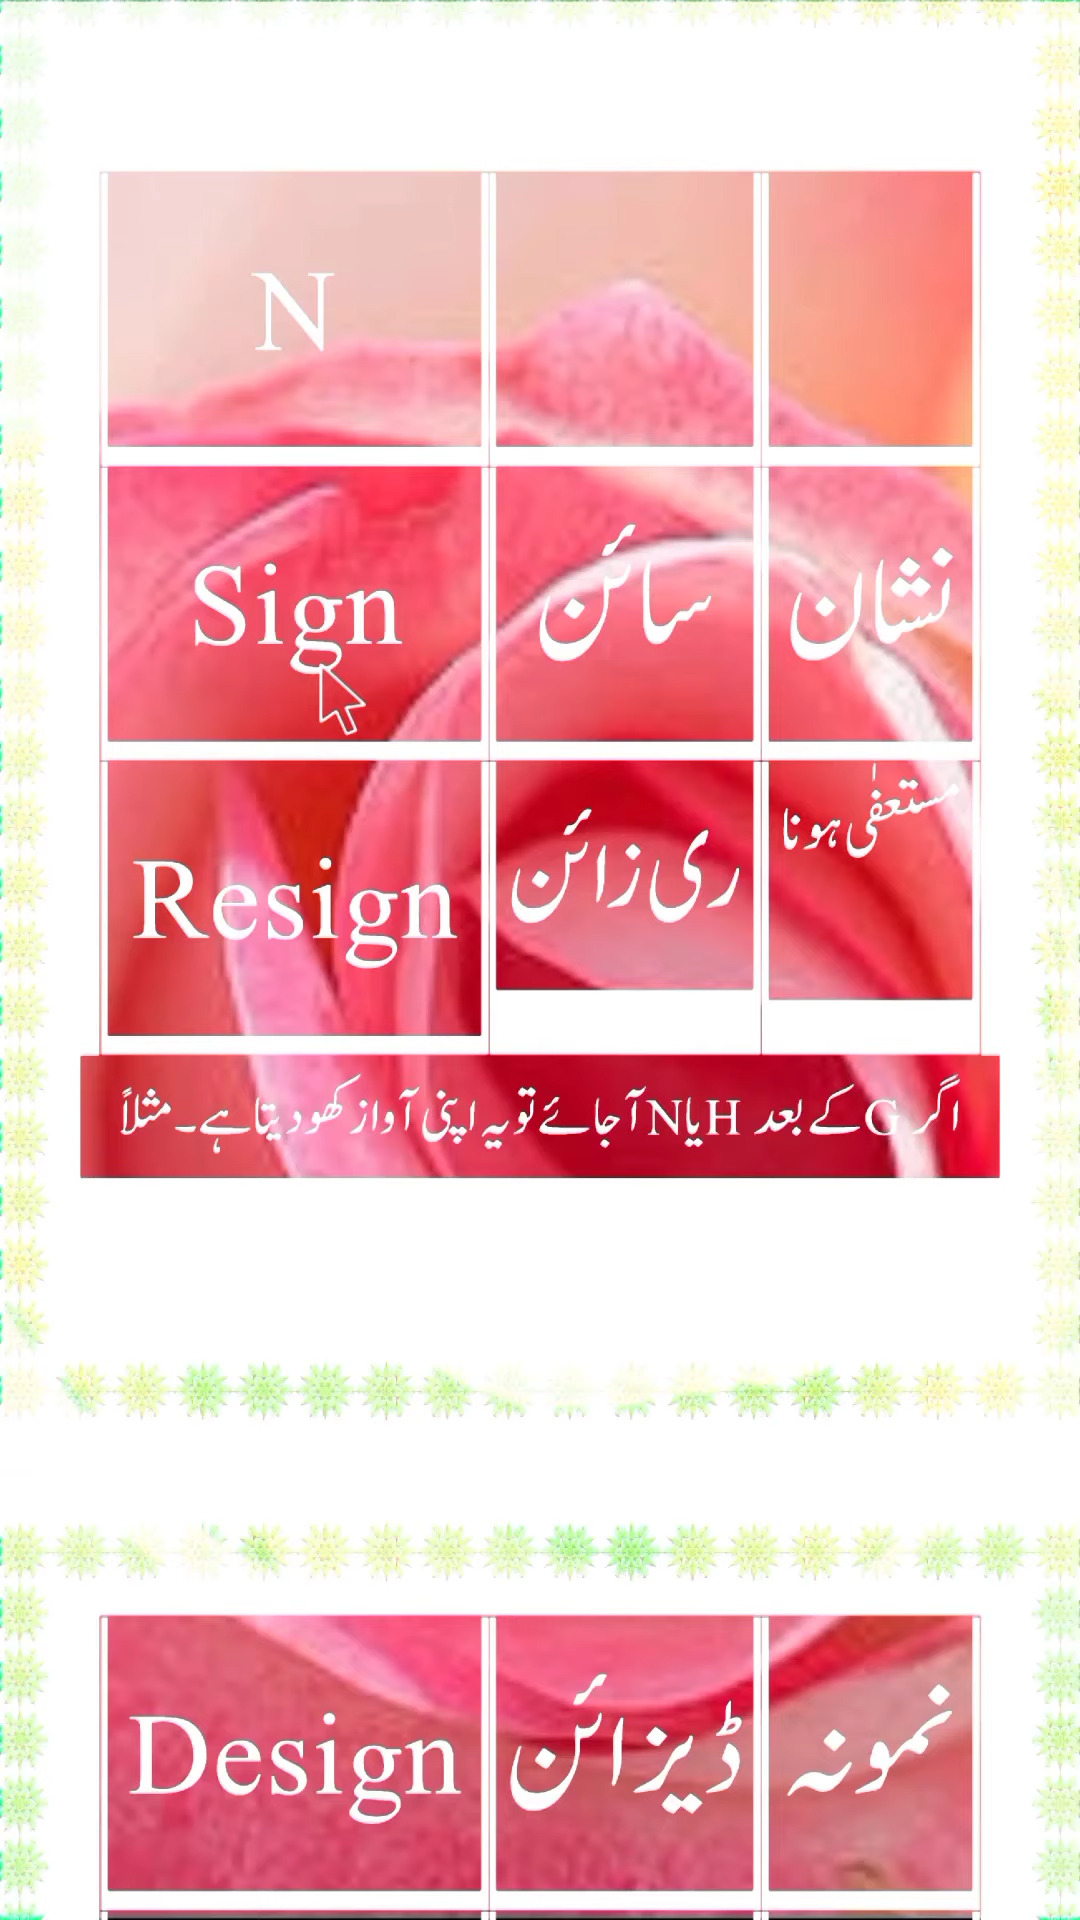 N
Sign سائن نشان
Resign ری زائن مستعفٰی ہونا
اگر G کے بعد H یا N آجائے تو یہ اپنی آواز کھو دیتا ہے۔ مثلاً
Design ڈیزائن نمونہ